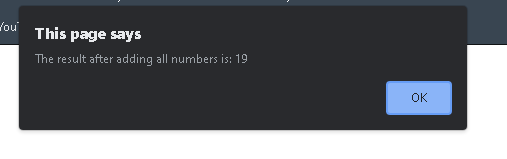 This page says
The result after adding all numbers is: 19
OK